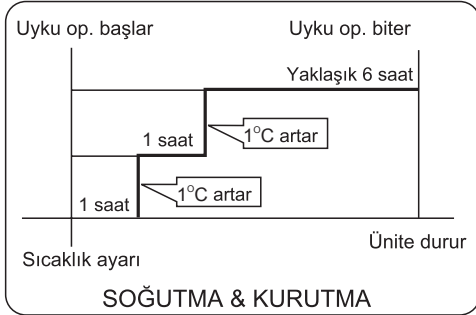 Uyku op. başlar
Uyku op. biter
Yaklaşık 6 saat
1 saat
1°C artar
1 saat
1°C artar
Sıcaklık ayarı
Ünite durur
SOĞUTMA & KURUTMA